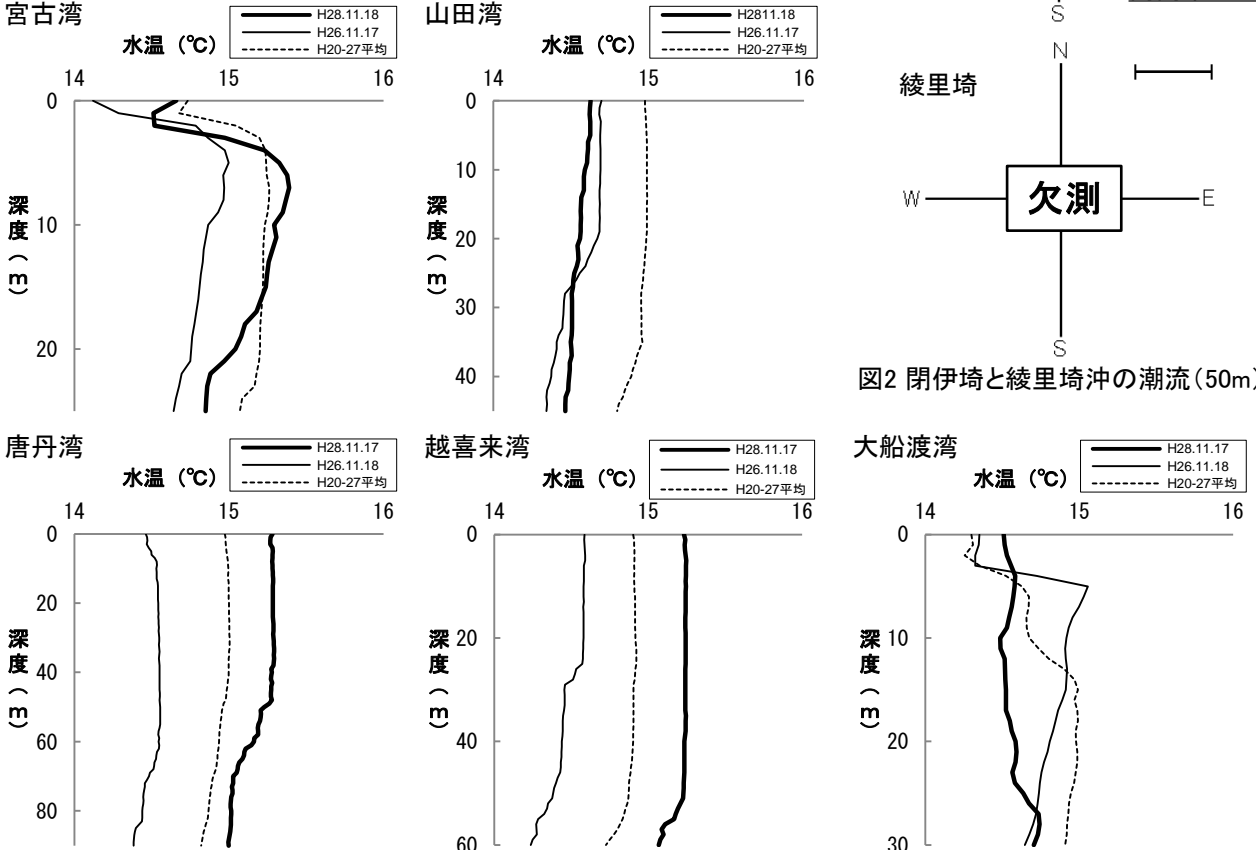 宮古湾
水温（℃）
H28.11.18
H26.11.17
H20-27平均
14 15 16
0
10
20
深度（m）
山田湾
水温（℃）
H2811.18
H26.11.17
H20-27平均
14 15 16
0
10
20
30
40
深度（m）
S
N
綾里埼
W 欠測 E
S
図2 閉伊埼と綾里埼沖の潮流（50m）
唐丹湾
水温（℃）
H28.11.17
H26.11.18
H20-27平均
14 15 16
0
20
40
60
80
深度（m）
越喜来湾
水温（℃）
H28.11.17
H26.11.18
H20-27平均
14 15 16
0
20
40
60
深度（m）
大船渡湾
水温（℃）
H28.11.17
H26.11.18
H20-27平均
14 15 16
0
10
20
30
深度（m）